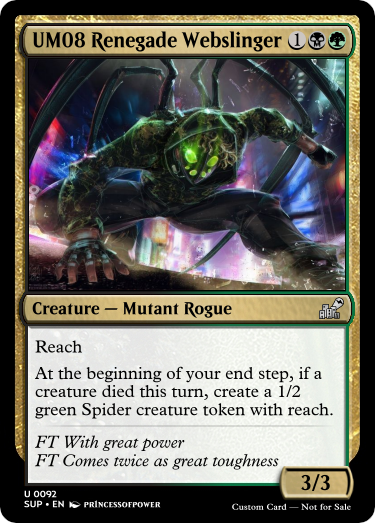 UM08 Renegade Webslinger 1
Creature — Mutant Rogue
Reach
At the beginning of your end step, if a
creature died this turn, create a 1/2
green Spider creature token with reach.
FT With great power
FT Comes twice as great toughness
3/3
U 0092
SUP • EN PRINCESSOFPOWER
Custom Card — Not for Sale